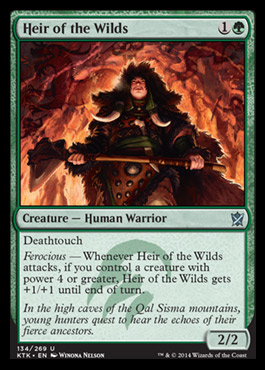 Heir of the Wilds 1
Creature — Human Warrior
Deathtouch
Ferocious — Whenever Heir of the Wilds
attacks, if you control a creature with
power 4 or greater, Heir of the Wilds gets
+1/+1 until end of turn.
In the high caves of the Qal Sisma mountains,
young hunters quest to hear the echoes of their
fierce ancestors.
2/2
134/269 U
KTK • EN Winona Nelson ™ & © 2014 Wizards of the Coast